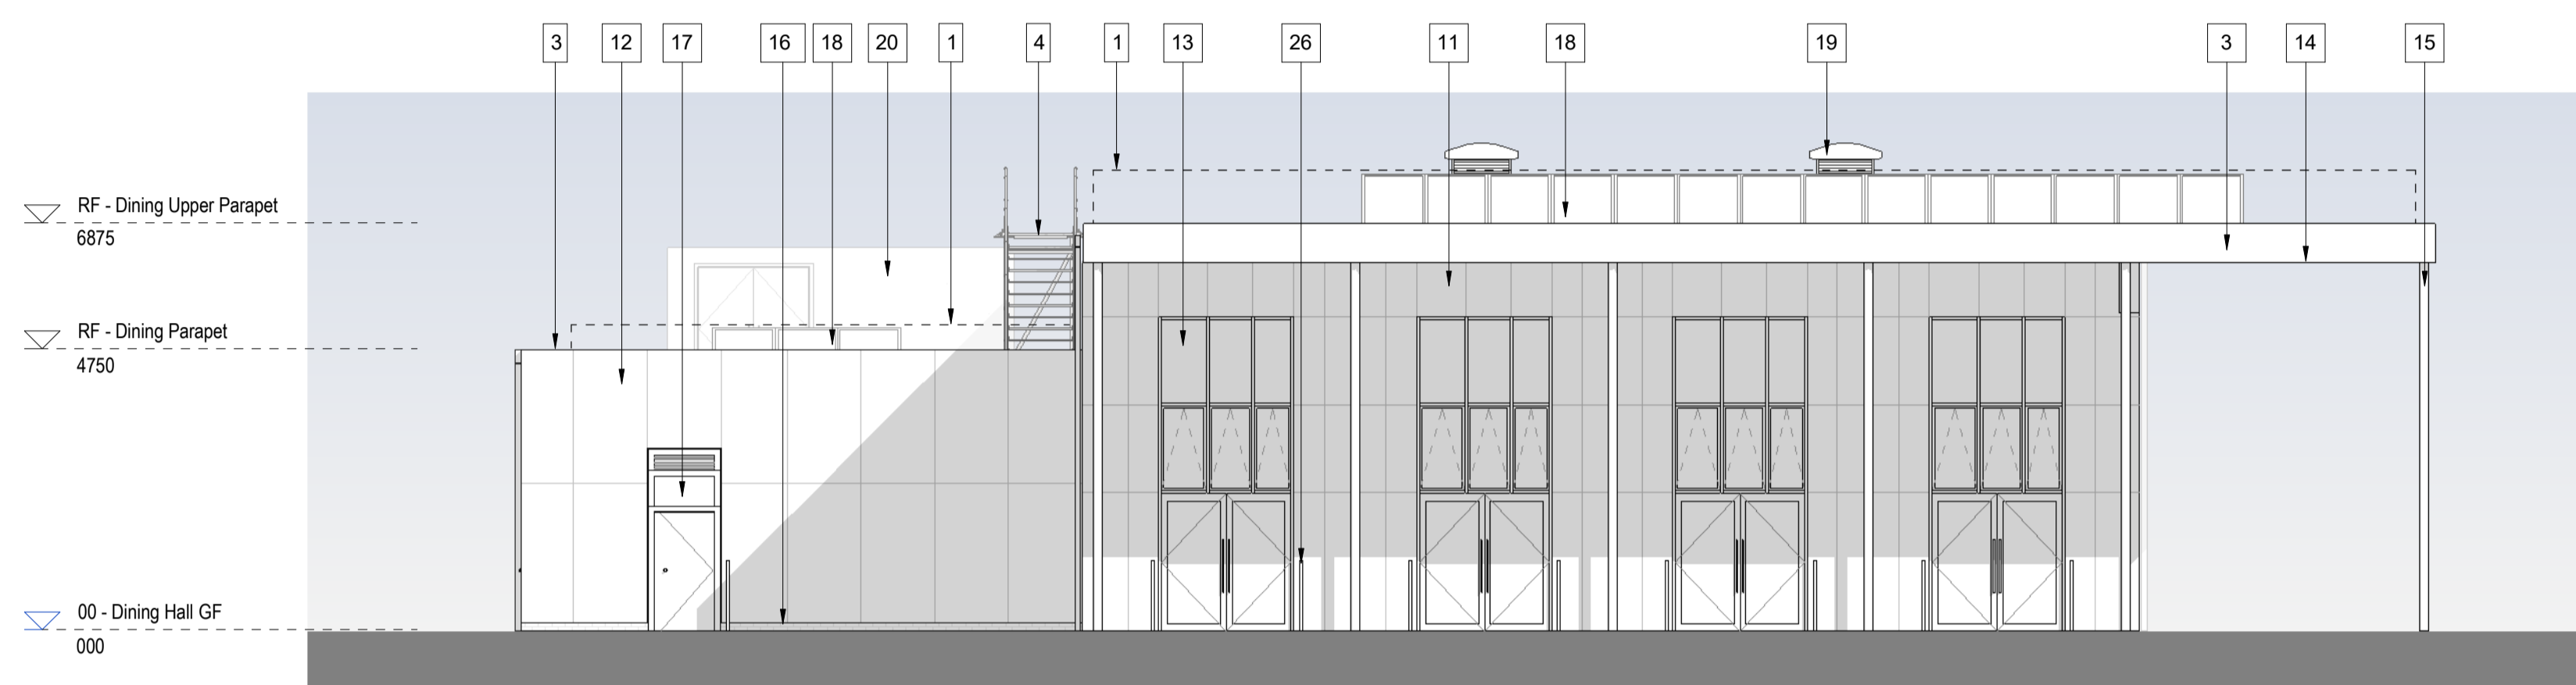 3 12 17 16 18 20 1 4 1 13 26 11 18 19 3 14 15
RF - Dining Upper Parapet
6875
RF - Dining Parapet
4750
00 - Dining Hall GF
000